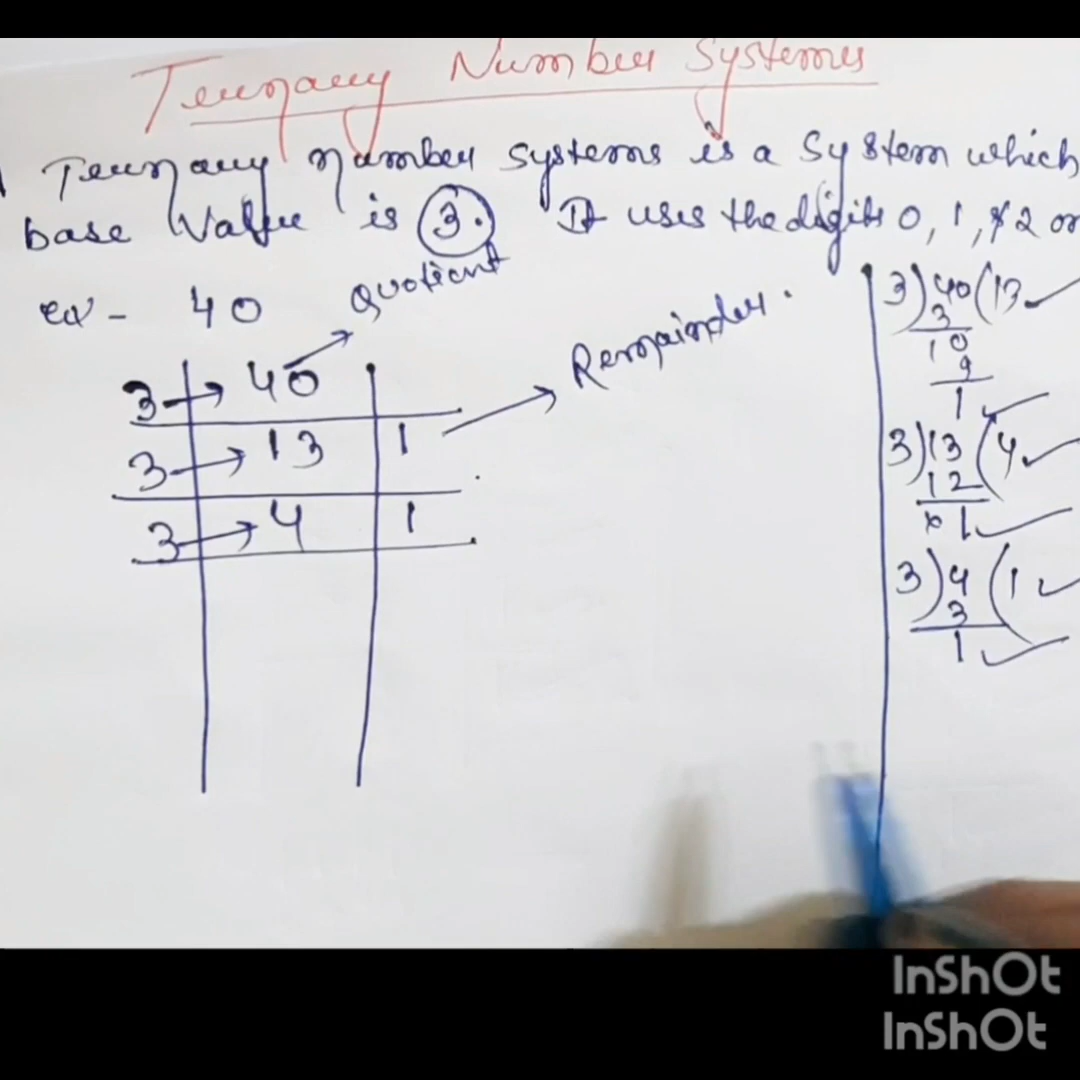 Ternary Number Systems
Ternary number systems is a system which
base value is 3. It uses the digits 0, 1, & 2 or
ex - 40
Quotient
Remainder.
3 → 40
3 → 13 1
3 → 4 1
3)40(13
3
10
9
1
3)13(4
12
x1
3)4(1
3
1
InShOt
InShOt